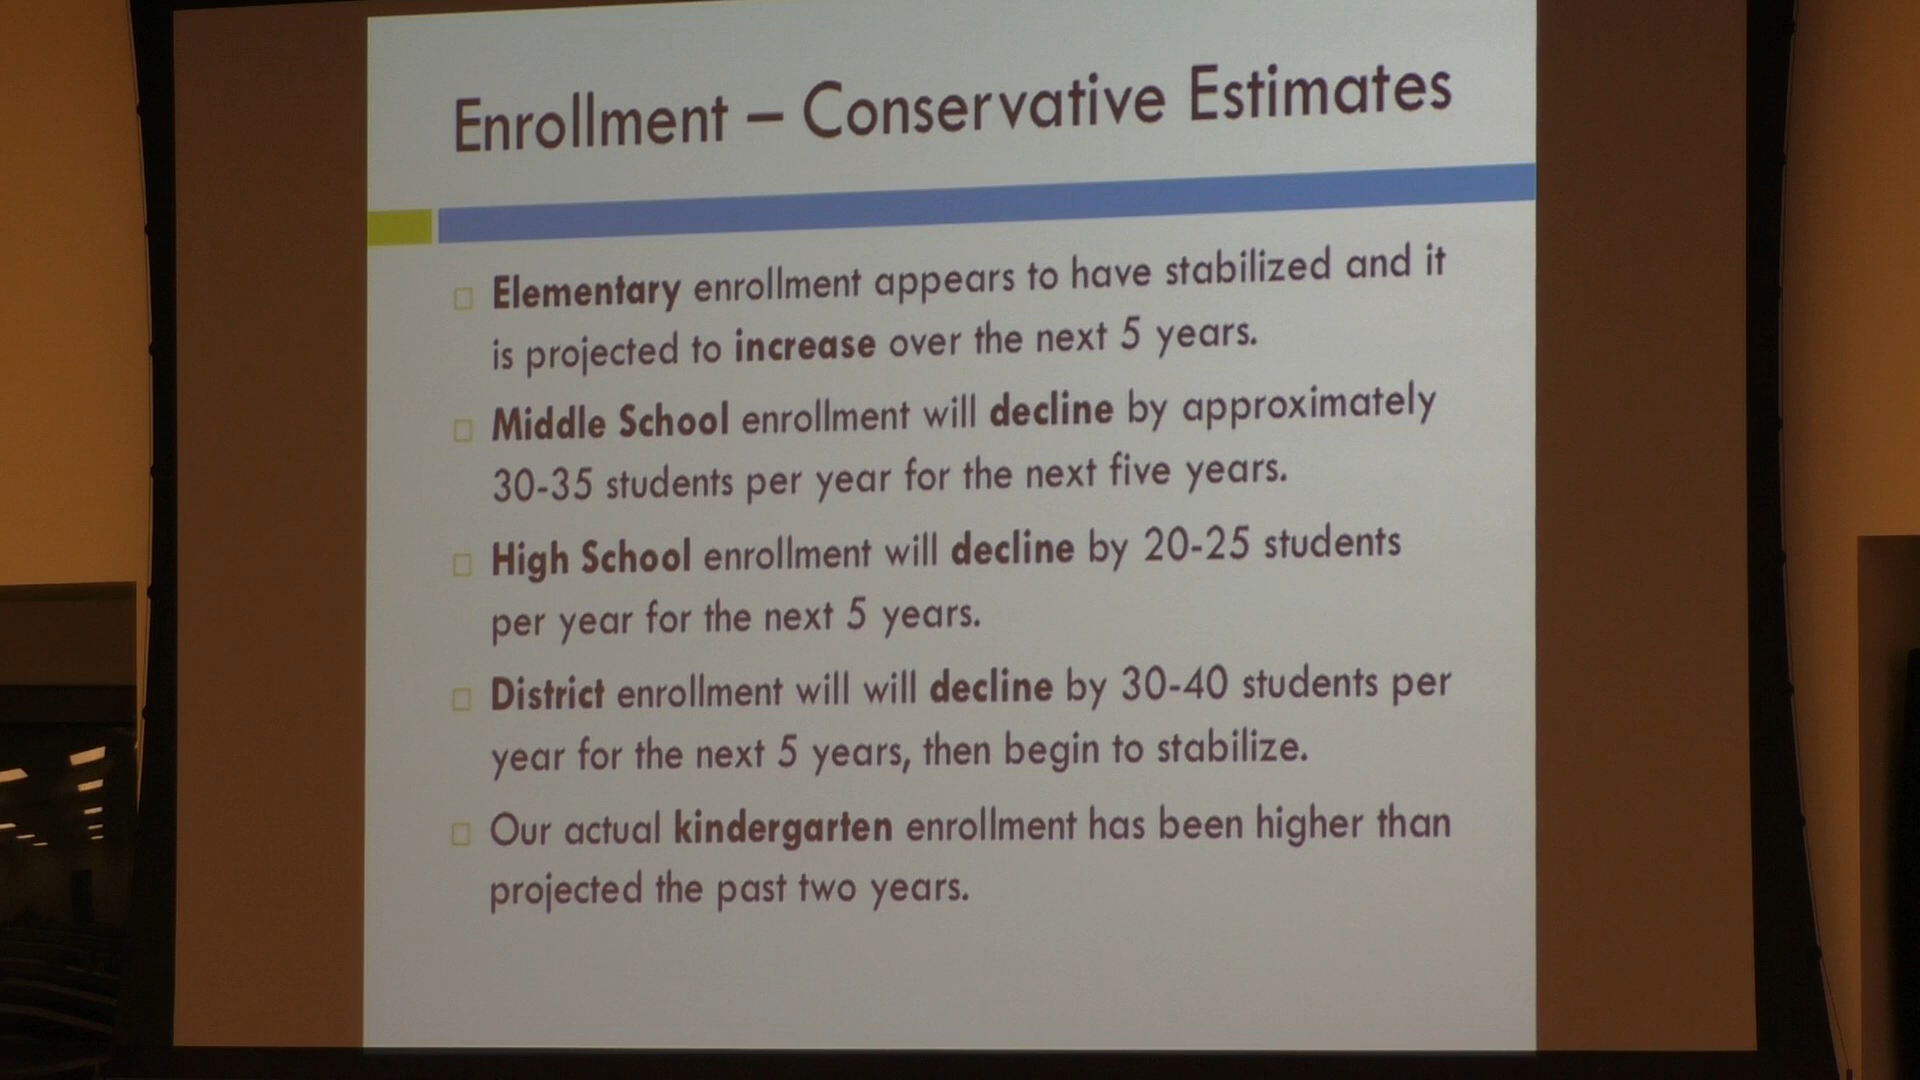 Enrollment – Conservative Estimates
Elementary enrollment appears to have stabilized and it
is projected to increase over the next 5 years.
Middle School enrollment will decline by approximately
30-35 students per year for the next five years.
High School enrollment will decline by 20-25 students
per year for the next 5 years.
District enrollment will will decline by 30-40 students per
year for the next 5 years, then begin to stabilize.
Our actual kindergarten enrollment has been higher than
projected the past two years.